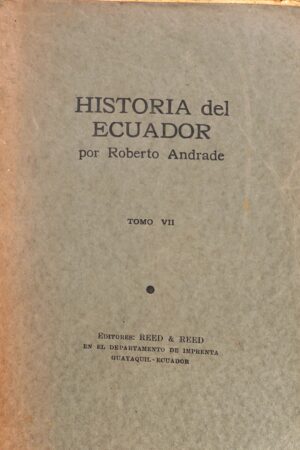 HISTORIA del
ECUADOR
por Roberto Andrade
TOMO VII
EDITORES: REED & REED
EN EL DEPARTAMENTO DE IMPRENTA
GUAYAQUIL-ECUADOR